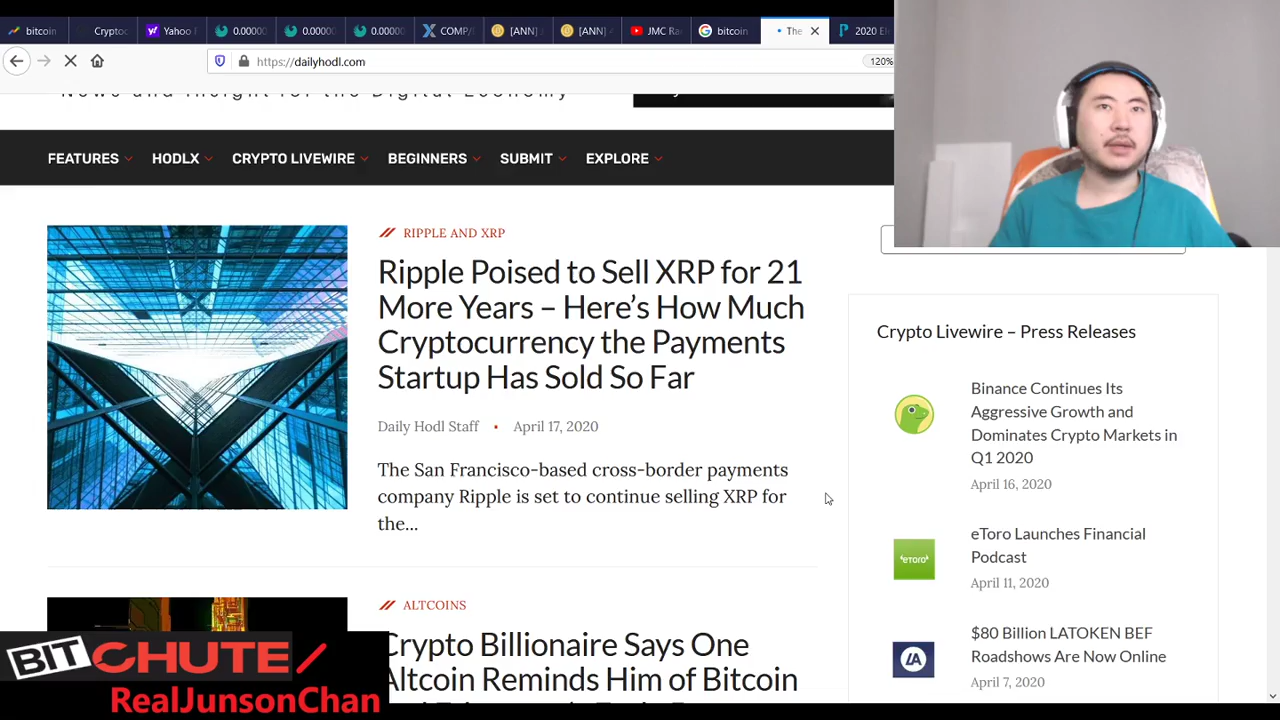 bitcoin
Cryptoc
Yahoo
0.0000
0.0000
0.0000
COMP/
[ANN]
[ANN]
JMC Ra
bitcoin
The
2020 El
https://dailyhodl.com
120%
News and Insight for the Digital Economy
FEATURES
HODLX
CRYPTO LIVEWIRE
BEGINNERS
SUBMIT
EXPLORE
RIPPLE AND XRP
Ripple Poised to Sell XRP for 21
More Years – Here’s How Much
Cryptocurrency the Payments
Startup Has Sold So Far
Daily Hodl Staff • April 17, 2020
The San Francisco-based cross-border payments
company Ripple is set to continue selling XRP for
the...
ALTCOINS
Crypto Billionaire Says One
Altcoin Reminds Him of Bitcoin
Crypto Livewire – Press Releases
Binance Continues Its
Aggressive Growth and
Dominates Crypto Markets in
Q1 2020
April 16, 2020
eToro Launches Financial
Podcast
April 11, 2020
eToro
$80 Billion LATOKEN BEF
Roadshows Are Now Online
April 7, 2020
LA
BITCHUTE/
RealJunsonChan